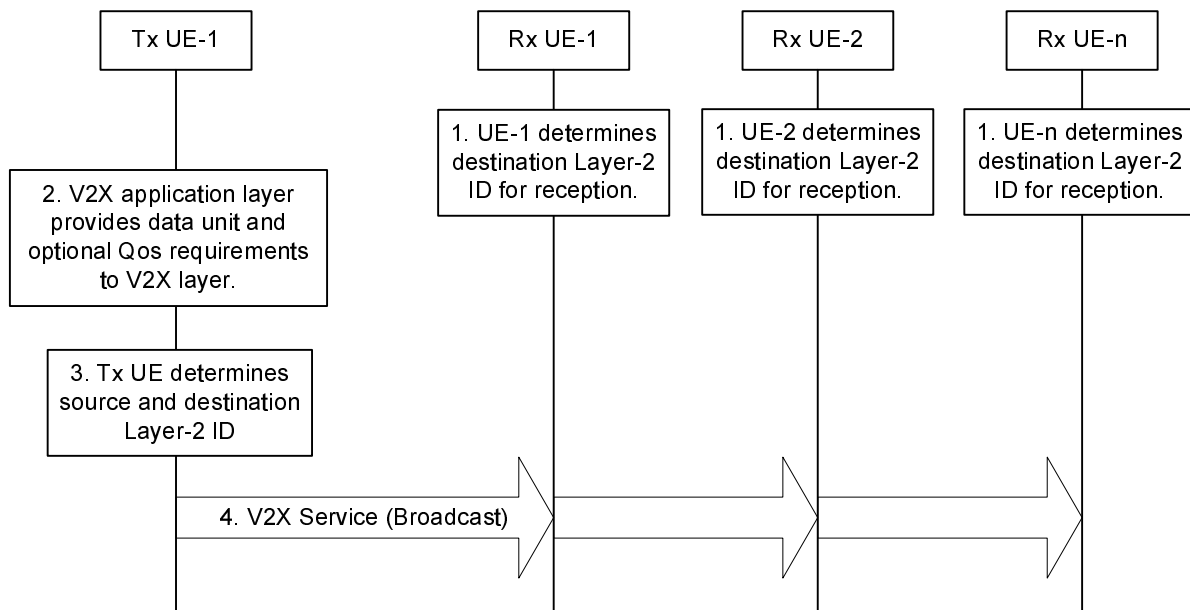 Tx UE-1
Rx UE-1
Rx UE-2
Rx UE-n
1. UE-1 determines
destination Layer-2
ID for reception.
1. UE-2 determines
destination Layer-2
ID for reception.
1. UE-n determines
destination Layer-2
ID for reception.
2. V2X application layer
provides data unit and
optional Qos requirements
to V2X layer.
3. Tx UE determines
source and destination
Layer-2 ID
4. V2X Service (Broadcast)